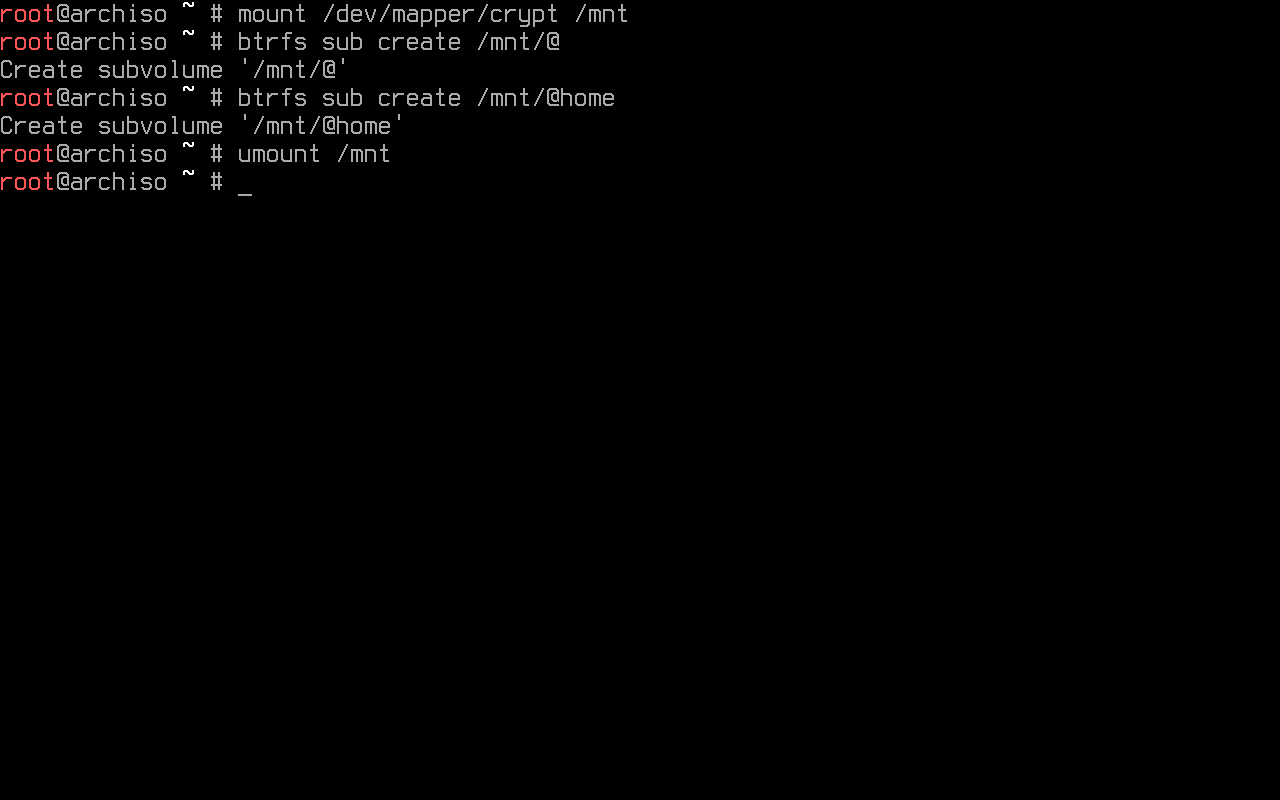 root@archiso ~ # mount /dev/mapper/crypt /mnt
root@archiso ~ # btrfs sub create /mnt/@
Create subvolume '/mnt/@'
root@archiso ~ # btrfs sub create /mnt/@home
Create subvolume '/mnt/@home'
root@archiso ~ # umount /mnt
root@archiso ~ # _